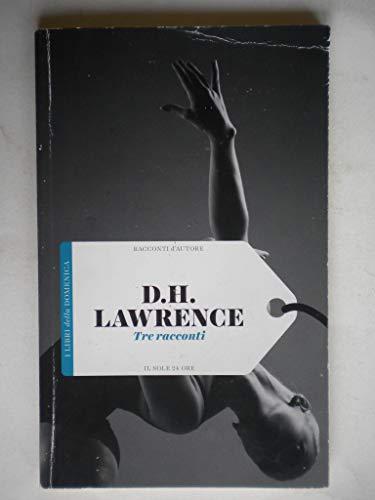 RACCONTI d'AUTORE
D.H.
LAWRENCE
Tre racconti
IL SOLE 24 ORE
I LIBRI della DOMENICA